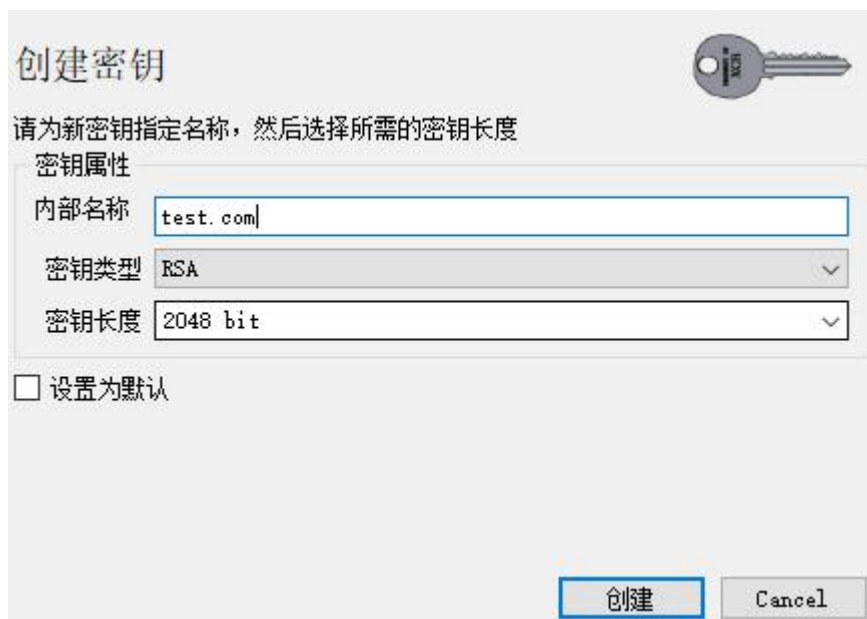 创建密钥
请为新密钥指定名称，然后选择所需的密钥长度
密钥属性
内部名称 test.com
密钥类型 RSA
密钥长度 2048 bit
设置为默认
创建 Cancel